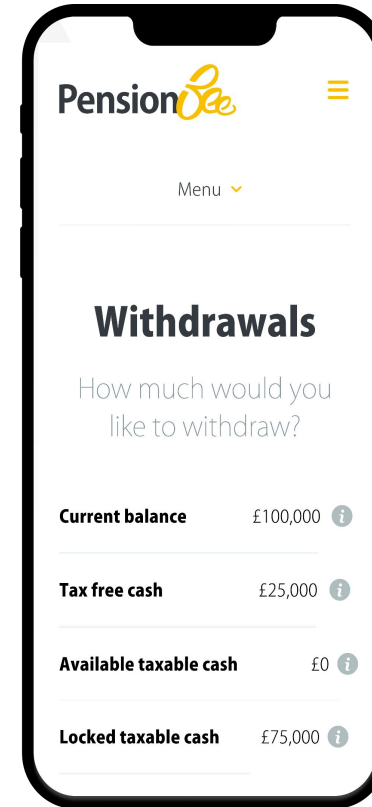 PensionBee
Menu
Withdrawals
How much would you
like to withdraw?
Current balance £100,000 i
Tax free cash £25,000 i
Available taxable cash £0 i
Locked taxable cash £75,000 i